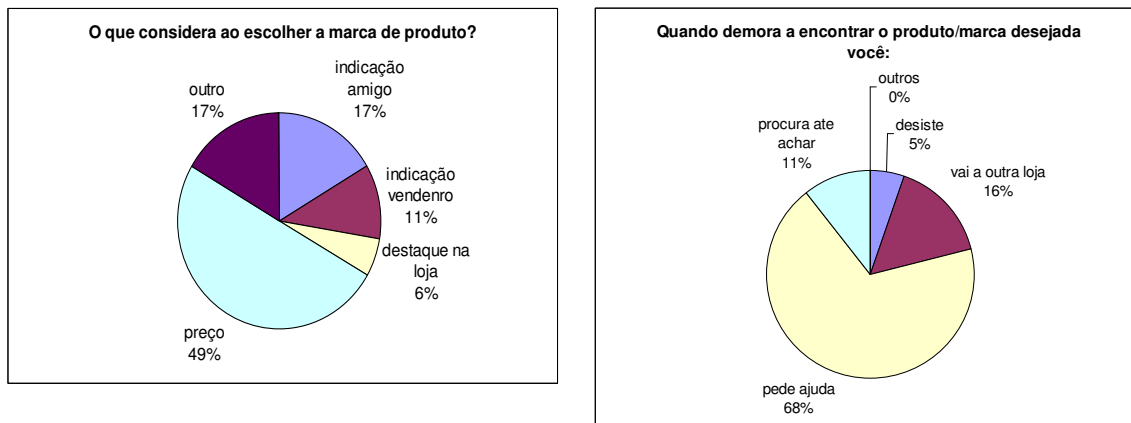 O que considera ao escolher a marca de produto?
indicação
amigo
17%
indicação
vendenro
11%
destaque na
loja
6%
preço
49%
outro
17%
Quando demora a encontrar o produto/marca desejada
você:
outros
0%
desiste
5%
vai a outra loja
16%
pede ajuda
68%
procura ate
achar
11%